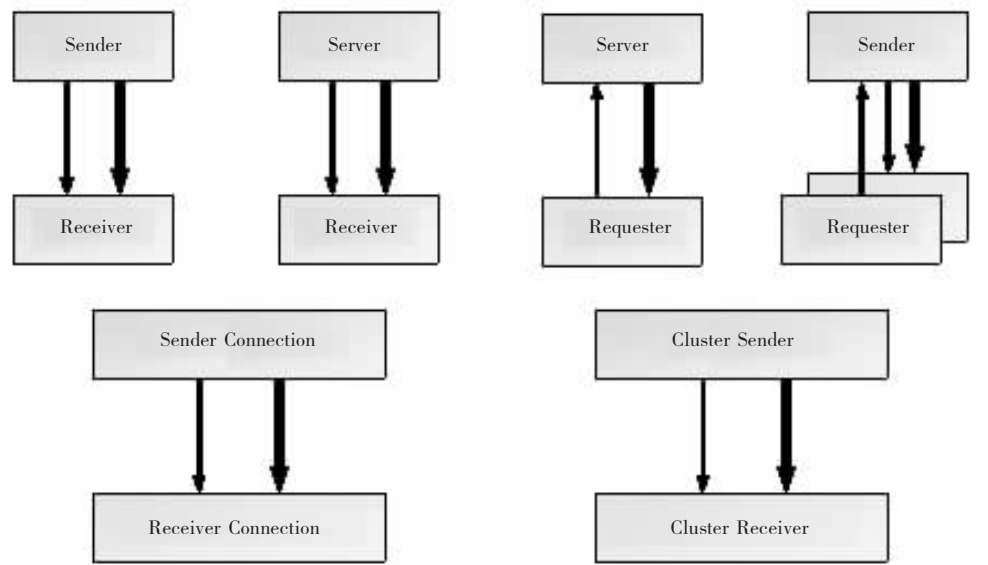 Sender
Server
Server
Sender
Receiver
Receiver
Requester
Requester
Sender Connection
Cluster Sender
Receiver Connection
Cluster Receiver